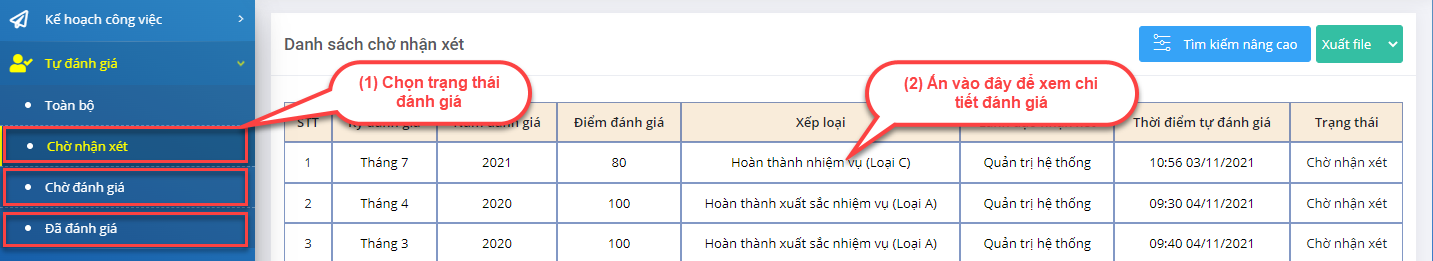 Kế hoạch công việc
Tự đánh giá
Toàn bộ
Chờ nhận xét
Chờ đánh giá
Đã đánh giá
Danh sách chờ nhận xét
Tìm kiếm nâng cao
Xuất file
(1) Chọn trạng thái
đánh giá
(2) Ấn vào đây để xem chi
tiết đánh giá
STT Điểm đánh giá Xếp loại Thời điểm tự đánh giá Trạng thái
1 Tháng 7 2021 80 Hoàn thành nhiệm vụ (Loại C) Quản trị hệ thống 10:56 03/11/2021 Chờ nhận xét
2 Tháng 4 2020 100 Hoàn thành xuất sắc nhiệm vụ (Loại A) Quản trị hệ thống 09:30 04/11/2021 Chờ nhận xét
3 Tháng 3 2020 100 Hoàn thành xuất sắc nhiệm vụ (Loại A) Quản trị hệ thống 09:40 04/11/2021 Chờ nhận xét